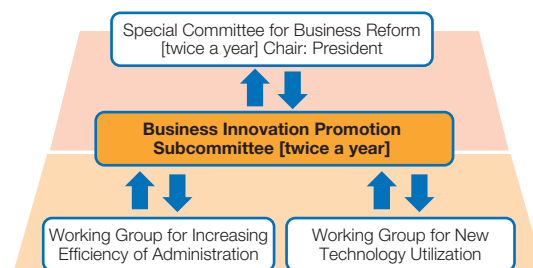 Special Committee for Business Reform
[twice a year] Chair: President
Business Innovation Promotion
Subcommittee [twice a year]
Working Group for Increasing
Efficiency of Administration
Working Group for New
Technology Utilization